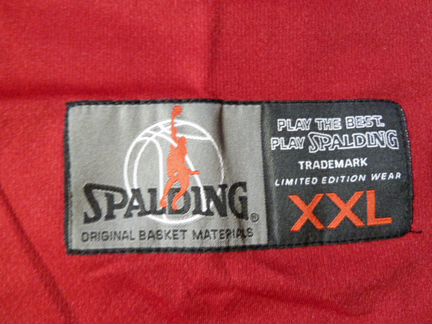 SPALDING®
ORIGINAL BASKET MATERIALS
PLAY THE BEST.
PLAY SPALDING
TRADEMARK
LIMITED EDITION WEAR
XXL